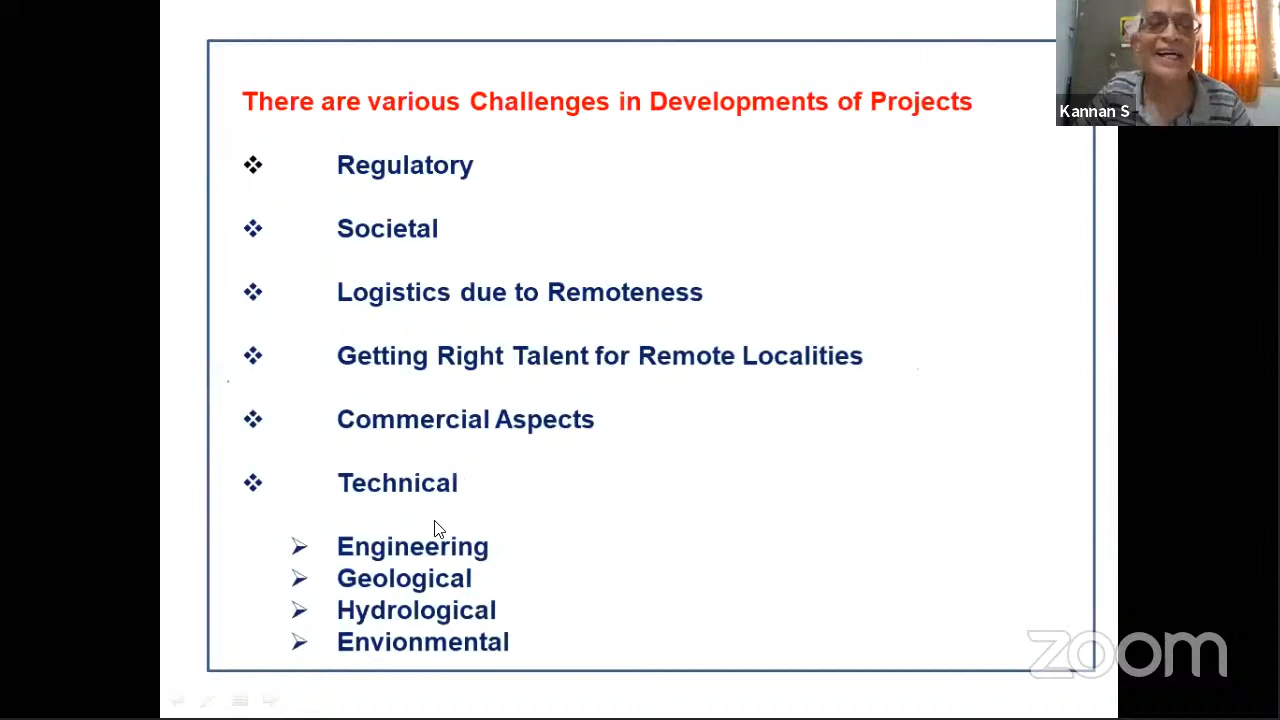 There are various Challenges in Developments of Projects
Kannan S
Regulatory
Societal
Logistics due to Remoteness
Getting Right Talent for Remote Localities
Commercial Aspects
Technical
Engineering
Geological
Hydrological
Envionmental
zoom